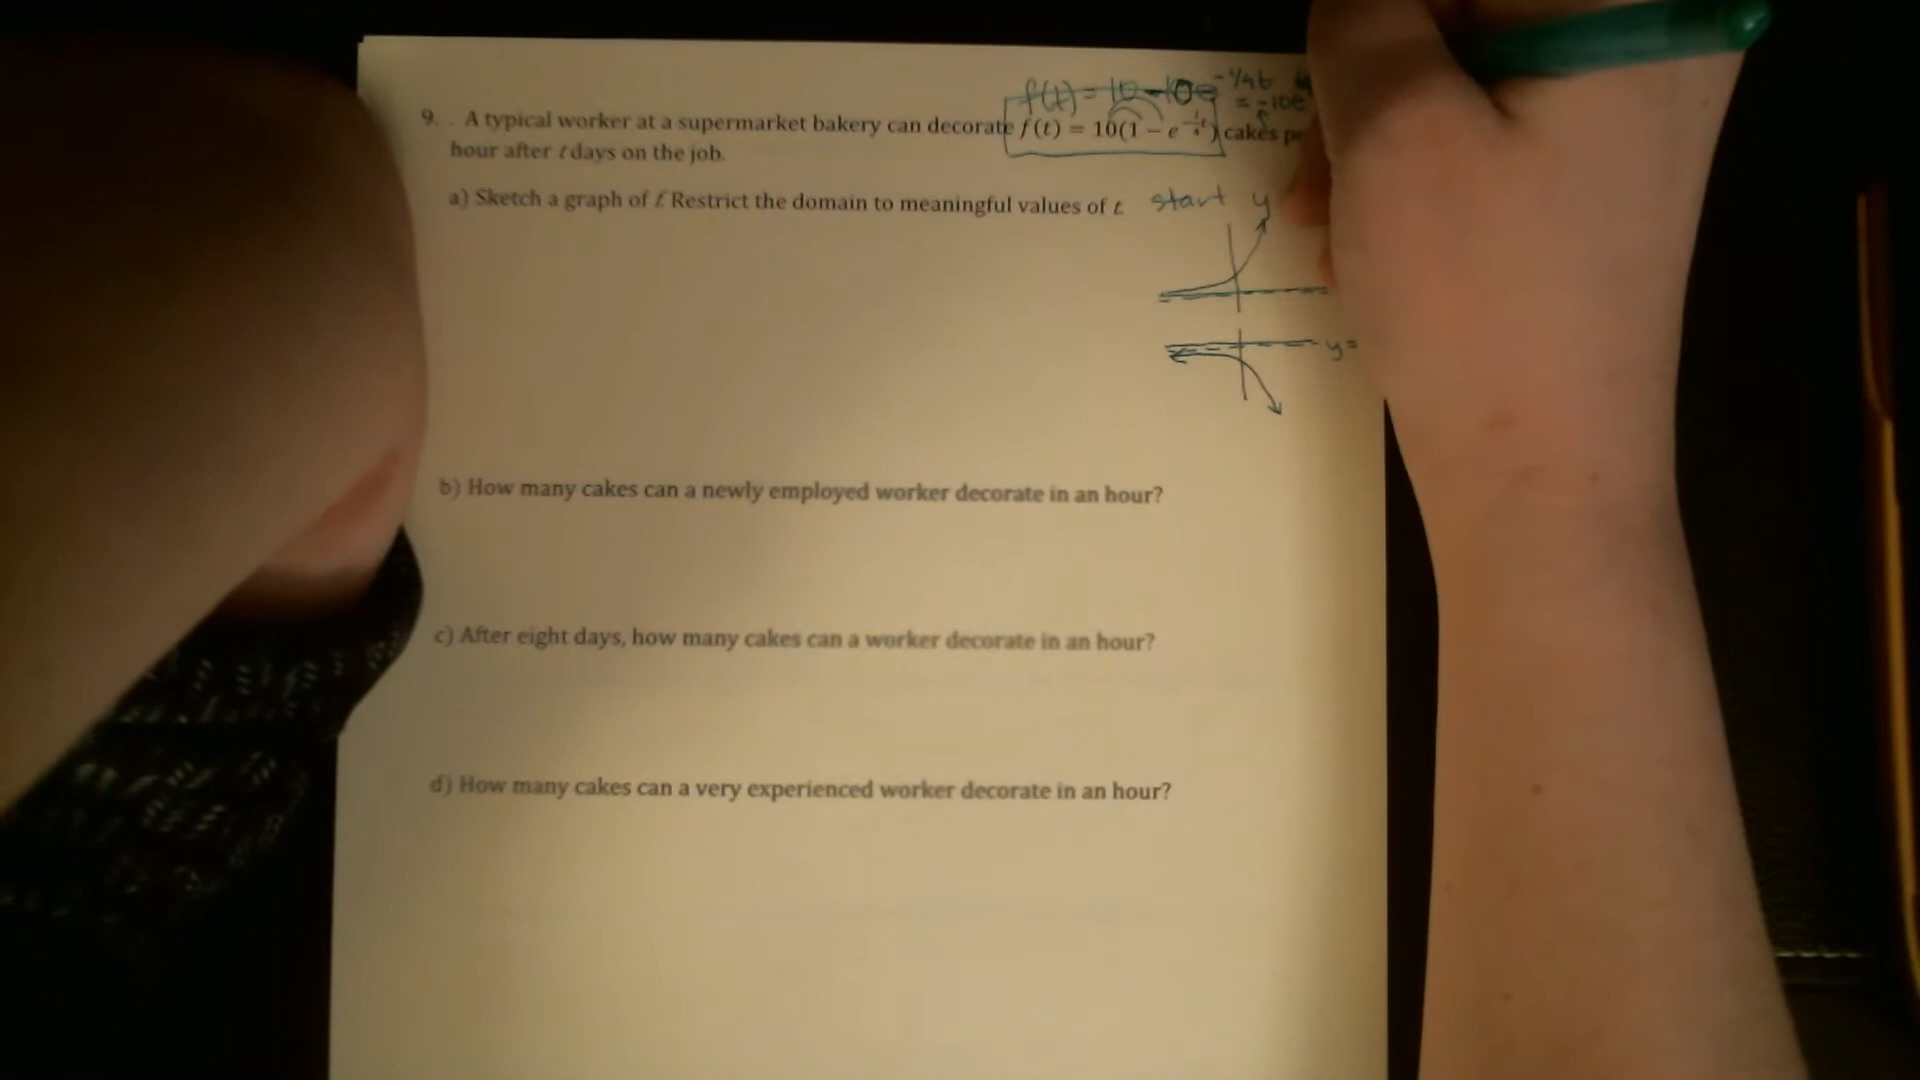 f(t) = 10 - 10e
= -10e
9. . A typical worker at a supermarket bakery can decorate f(t) = 10(1 − e ) cakes
hour after t days on the job.
a) Sketch a graph of f. Restrict the domain to meaningful values of t. start y
y=
b) How many cakes can a newly employed worker decorate in an hour?
c) After eight days, how many cakes can a worker decorate in an hour?
d) How many cakes can a very experienced worker decorate in an hour?